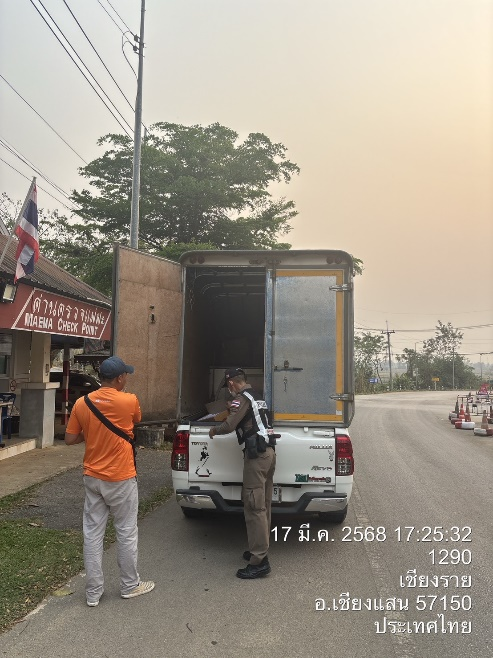 ด่านตรวจแม่มะ
MAEMA CHECK POINT
TOYOTA
17 มี.ค. 2568 17:25:32
1290
เชียงราย
อ.เชียงแสน 57150
ประเทศไทย